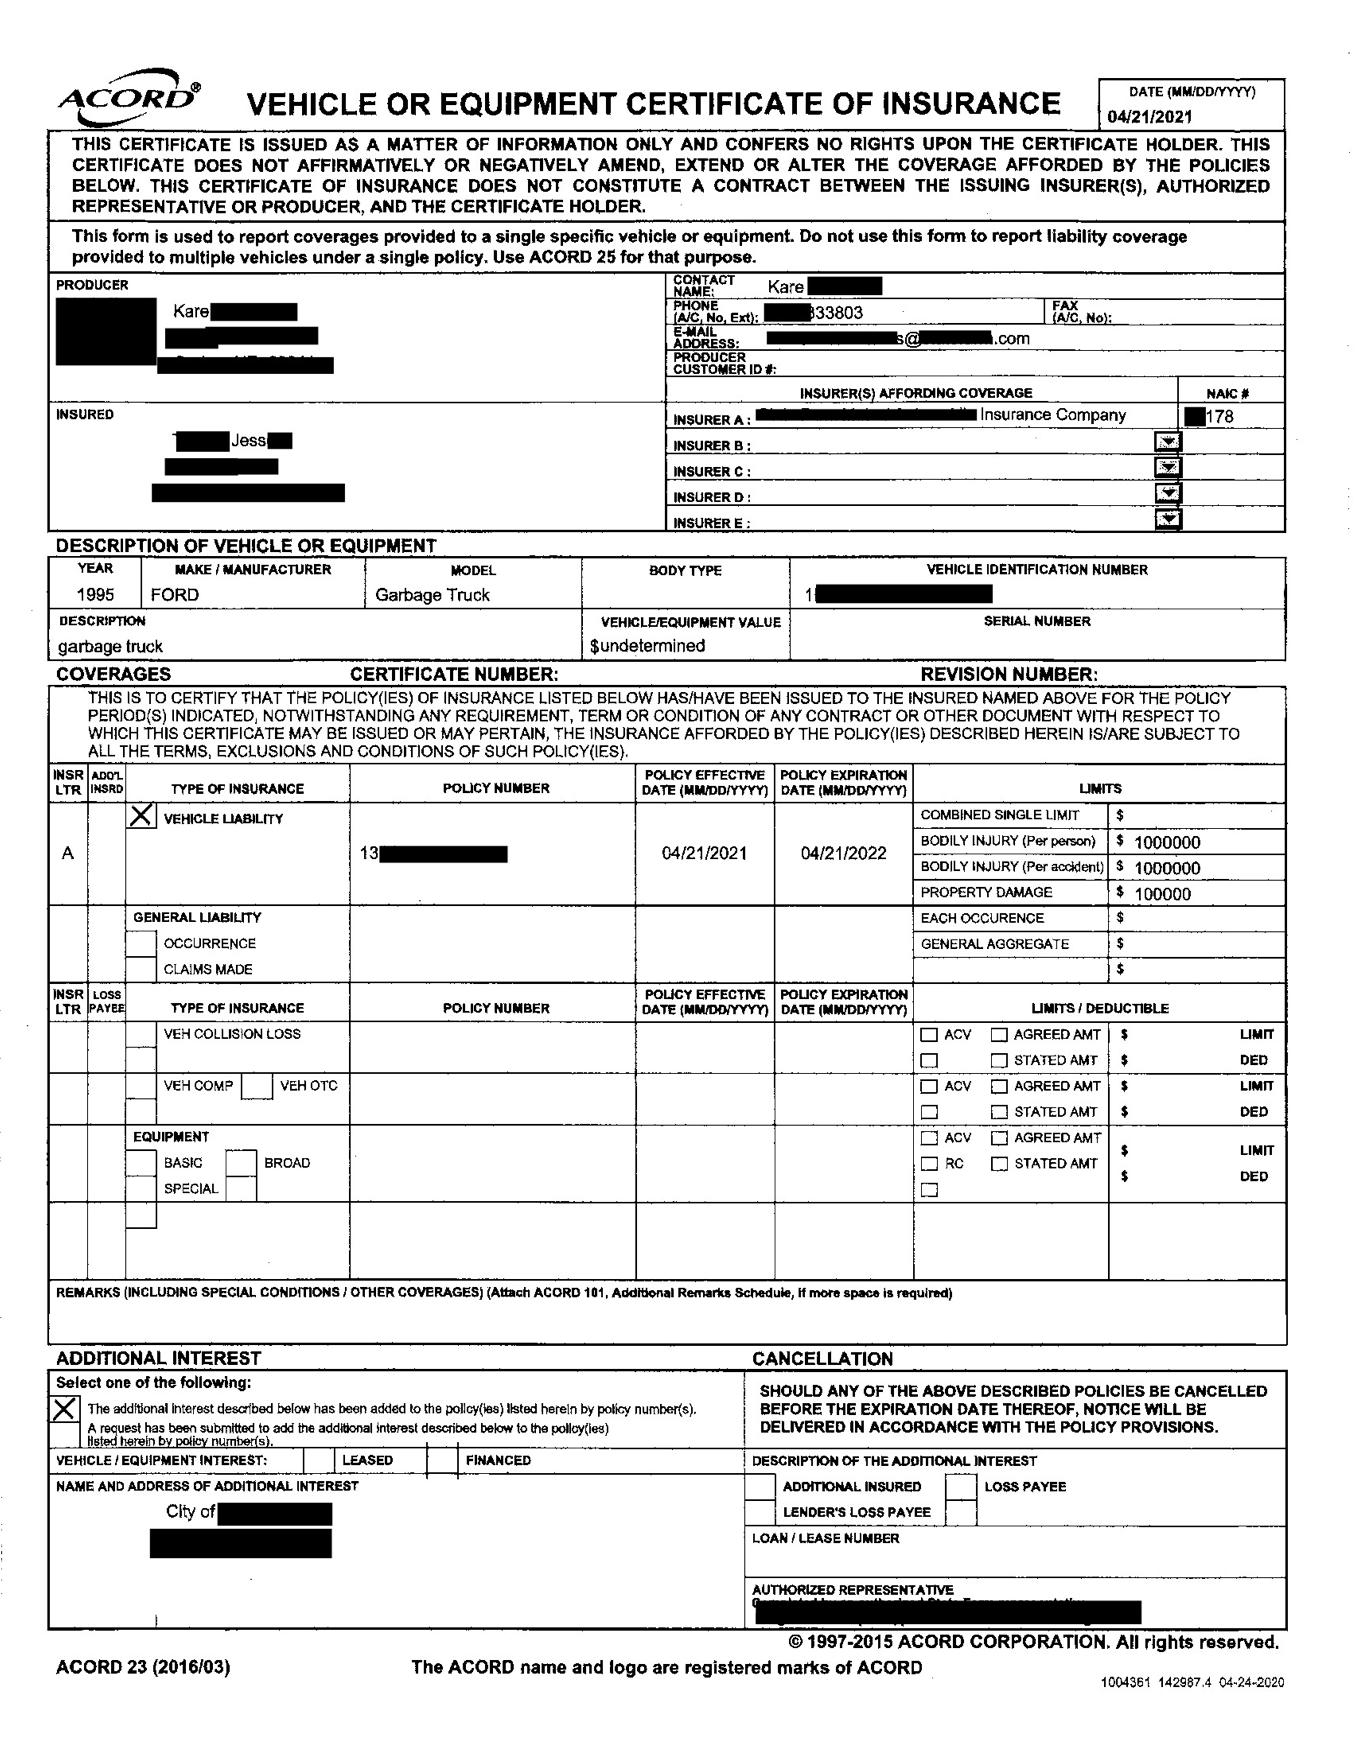 ACORD®
VEHICLE OR EQUIPMENT CERTIFICATE OF INSURANCE
DATE (MM/DD/YYYY)
04/21/2021
THIS CERTIFICATE IS ISSUED AS A MATTER OF INFORMATION ONLY AND CONFERS NO RIGHTS UPON THE CERTIFICATE HOLDER. THIS
CERTIFICATE DOES NOT AFFIRMATIVELY OR NEGATIVELY AMEND, EXTEND OR ALTER THE COVERAGE AFFORDED BY THE POLICIES
BELOW. THIS CERTIFICATE OF INSURANCE DOES NOT CONSTITUTE A CONTRACT BETWEEN THE ISSUING INSURER(S), AUTHORIZED
REPRESENTATIVE OR PRODUCER, AND THE CERTIFICATE HOLDER.
This form is used to report coverages provided to a single specific vehicle or equipment. Do not use this form to report liability coverage
provided to multiple vehicles under a single policy. Use ACORD 25 for that purpose.
PRODUCER
Kare
CONTACT NAME: Kare
PHONE (A/C, No, Ext): 33803
FAX (A/C, No):
E-MAIL ADDRESS: s@ .com
PRODUCER CUSTOMER ID #:
INSURER(S) AFFORDING COVERAGE
NAIC #
INSURED
Jess
INSURER A : Insurance Company 178
INSURER B :
INSURER C :
INSURER D :
INSURER E :
DESCRIPTION OF VEHICLE OR EQUIPMENT
YEAR MAKE / MANUFACTURER MODEL BODY TYPE VEHICLE IDENTIFICATION NUMBER
1995 FORD Garbage Truck 1
DESCRIPTION VEHICLE/EQUIPMENT VALUE SERIAL NUMBER
garbage truck $undetermined
COVERAGES CERTIFICATE NUMBER: REVISION NUMBER:
THIS IS TO CERTIFY THAT THE POLICY(IES) OF INSURANCE LISTED BELOW HAS/HAVE BEEN ISSUED TO THE INSURED NAMED ABOVE FOR THE POLICY
PERIOD(S) INDICATED, NOTWITHSTANDING ANY REQUIREMENT, TERM OR CONDITION OF ANY CONTRACT OR OTHER DOCUMENT WITH RESPECT TO
WHICH THIS CERTIFICATE MAY BE ISSUED OR MAY PERTAIN, THE INSURANCE AFFORDED BY THE POLICY(IES) DESCRIBED HEREIN IS/ARE SUBJECT TO
ALL THE TERMS, EXCLUSIONS AND CONDITIONS OF SUCH POLICY(IES).
INSR LTR ADD'L INSRD TYPE OF INSURANCE POLICY NUMBER POLICY EFFECTIVE DATE (MM/DD/YYYY) POLICY EXPIRATION DATE (MM/DD/YYYY) LIMITS
X VEHICLE LIABILITY COMBINED SINGLE LIMIT $
A 13 04/21/2021 04/21/2022 BODILY INJURY (Per person) $ 1000000
BODILY INJURY (Per accident) $ 1000000
PROPERTY DAMAGE $ 100000
GENERAL LIABILITY EACH OCCURENCE $
OCCURRENCE GENERAL AGGREGATE $
CLAIMS MADE $
INSR LTR LOSS PAYEE TYPE OF INSURANCE POLICY NUMBER POLICY EFFECTIVE DATE (MM/DD/YYYY) POLICY EXPIRATION DATE (MM/DD/YYYY) LIMITS / DEDUCTIBLE
VEH COLLISION LOSS ACV AGREED AMT $ LIMIT
STATED AMT $ DED
VEH COMP VEH OTC ACV AGREED AMT $ LIMIT
STATED AMT $ DED
EQUIPMENT ACV AGREED AMT $ LIMIT
BASIC BROAD RC STATED AMT $ DED
SPECIAL
REMARKS (INCLUDING SPECIAL CONDITIONS / OTHER COVERAGES) (Attach ACORD 101, Additional Remarks Schedule, if more space is required)
ADDITIONAL INTEREST
Select one of the following:
X The additional interest described below has been added to the policy(ies) listed herein by policy number(s).
A request has been submitted to add the additional interest described below to the policy(ies)
listed herein by policy number(s).
VEHICLE / EQUIPMENT INTEREST: LEASED FINANCED
NAME AND ADDRESS OF ADDITIONAL INTEREST
City of
CANCELLATION
SHOULD ANY OF THE ABOVE DESCRIBED POLICIES BE CANCELLED
BEFORE THE EXPIRATION DATE THEREOF, NOTICE WILL BE
DELIVERED IN ACCORDANCE WITH THE POLICY PROVISIONS.
DESCRIPTION OF THE ADDITIONAL INTEREST
ADDITIONAL INSURED LOSS PAYEE
LENDER'S LOSS PAYEE
LOAN / LEASE NUMBER
AUTHORIZED REPRESENTATIVE
© 1997-2015 ACORD CORPORATION. All rights reserved.
ACORD 23 (2016/03) The ACORD name and logo are registered marks of ACORD
1004361 142987.4 04-24-2020